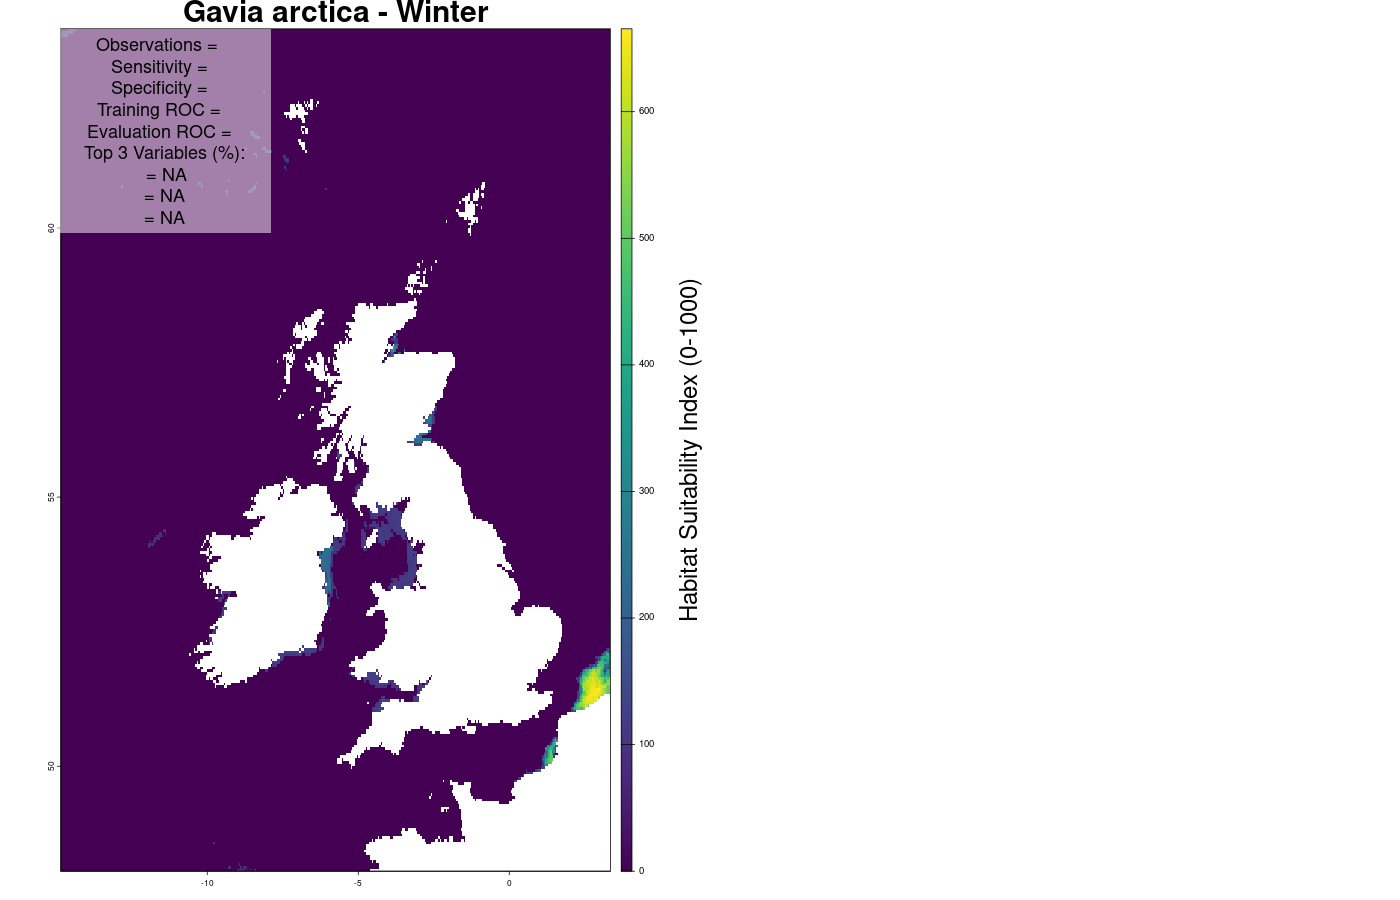 Gavia arctica - Winter
Observations =
Sensitivity =
Specificity =
Training ROC =
Evaluation ROC =
Top 3 Variables (%):
= NA
= NA
= NA
60
55
50
-10
-5
0
600
500
400
300
200
100
0
Habitat Suitability Index (0-1000)